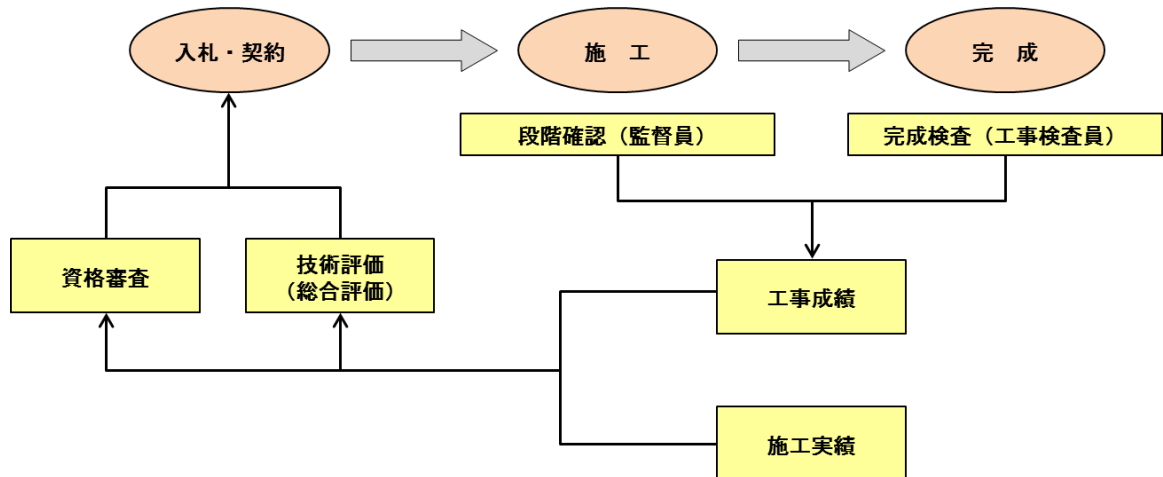 入札・契約
施　工
完　成
段階確認（監督員）
完成検査（工事検査員）
資格審査
技術評価
（総合評価）
工事成績
施工実績